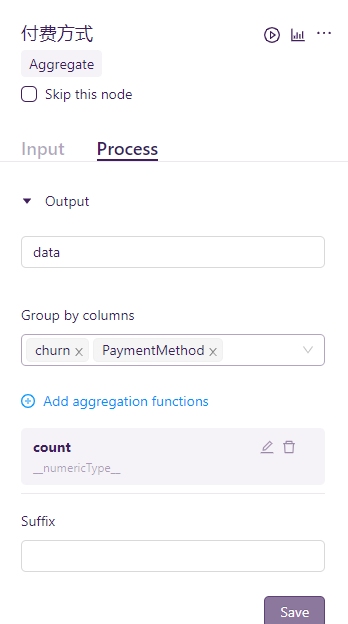 付费方式
Aggregate
Skip this node
Input Process
Output
data
Group by columns
churn x PaymentMethod x
Add aggregation functions
count
__numericType__
Suffix
Save